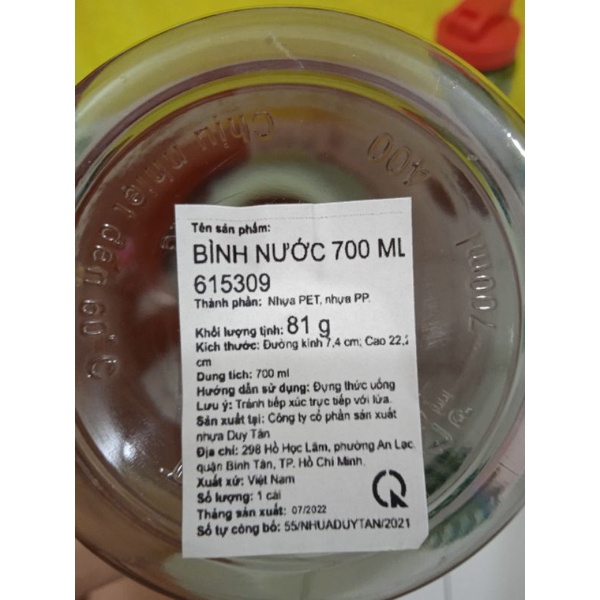 Tên sản phẩm:
BÌNH NƯỚC 700 ML
615309
Thành phần: Nhựa PET, nhựa PP.
Khối lượng tịnh: 81 g
Kích thước: Đường kính 7,4 cm; Cao 22,2
cm
Dung tích: 700 ml
Hướng dẫn sử dụng: Đựng thức uống
Lưu ý: Tránh tiếp xúc trực tiếp với lửa.
Sản xuất tại: Công ty cổ phần sản xuất
nhựa Duy Tân
Địa chỉ: 298 Hồ Học Lãm, phường An Lạc,
quận Bình Tân, TP. Hồ Chí Minh.
Xuất xứ: Việt Nam
Số lượng: 1 cái
Tháng sản xuất: 07/2022
Số tự công bố: 55/NHUADUYTAN/2021
Chịu nhiệt đến 60°C
700ml